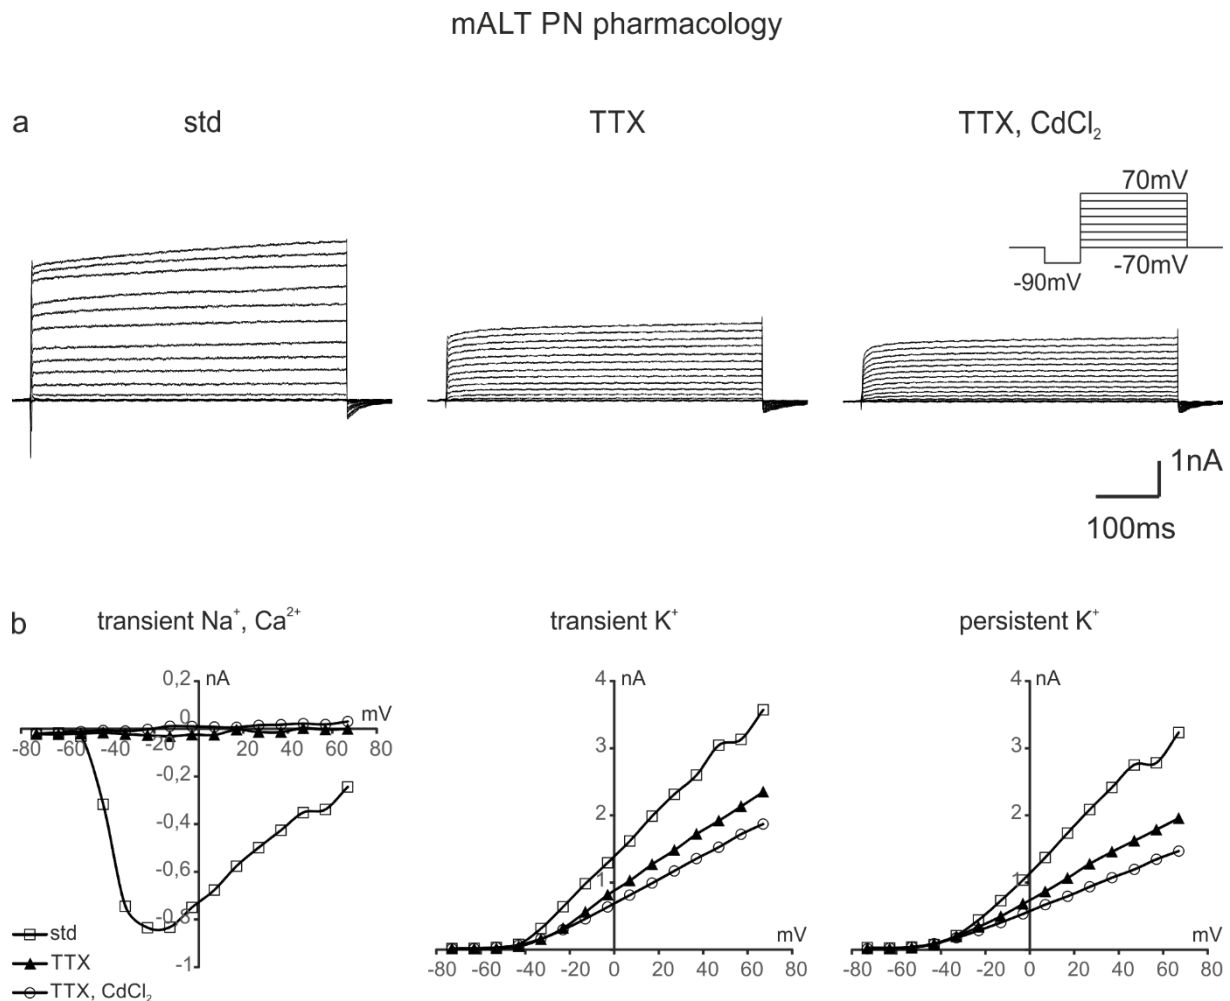 mALT PN pharmacology
a
std
TTX
TTX, CdCl₂
70mV
-70mV
-90mV
1nA
100ms
b
transient Na⁺, Ca²⁺
transient K⁺
persistent K⁺
0,2
nA
0
mV
-80
-60
-40
-20
20
40
60
80
-0,2
-0,4
-0,6
-0,8
-1
std
TTX
TTX, CdCl₂
4
nA
3
2
1
mV
-80
-60
-40
-20
0
20
40
60
80
4
nA
3
2
1
mV
-80
-60
-40
-20
0
20
40
60
80